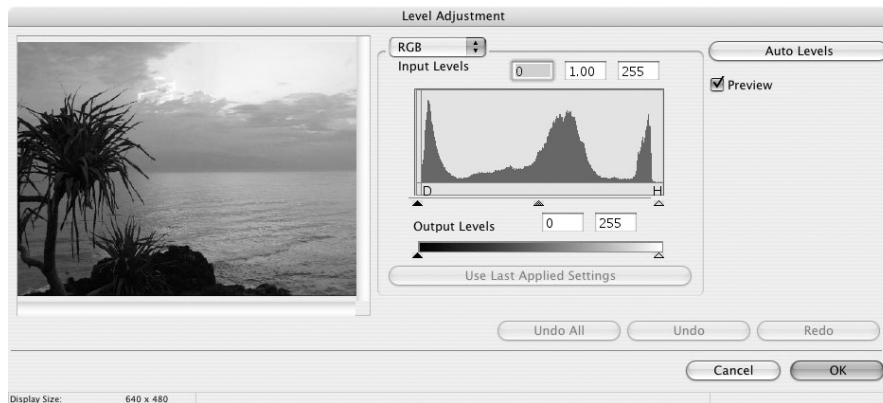 Level Adjustment
RGB
Auto Levels
Input Levels 0 1.00 255
Preview
D H
Output Levels 0 255
Use Last Applied Settings
Undo All Undo Redo
Cancel OK
Display Size: 640 x 480